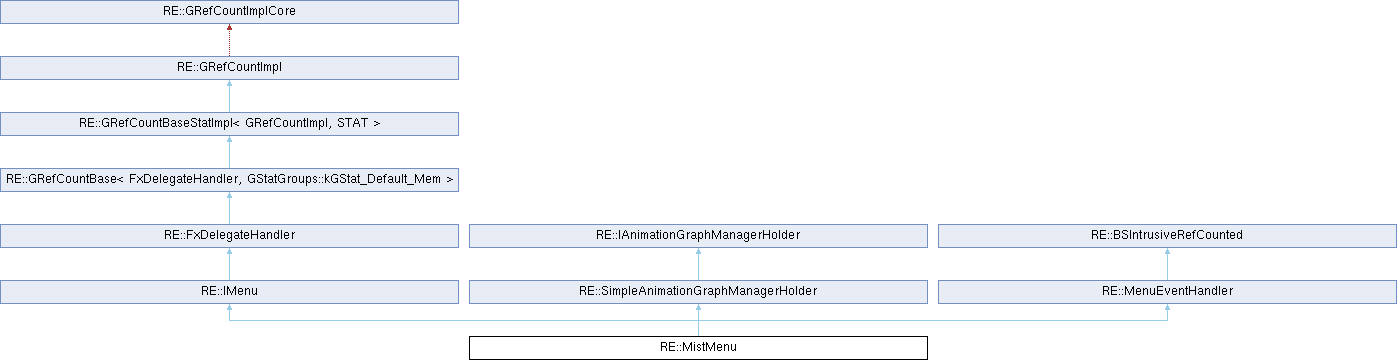 RE::GRefCountImplCore
RE::GRefCountImpl
RE::GRefCountBaseStatImpl< GRefCountImpl, STAT >
RE::GRefCountBase< FxDelegateHandler, GStatGroups::kGStat_Default_Mem >
RE::FxDelegateHandler
RE::IAnimationGraphManagerHolder
RE::BSIntrusiveRefCounted
RE::IMenu
RE::SimpleAnimationGraphManagerHolder
RE::MenuEventHandler
RE::MistMenu